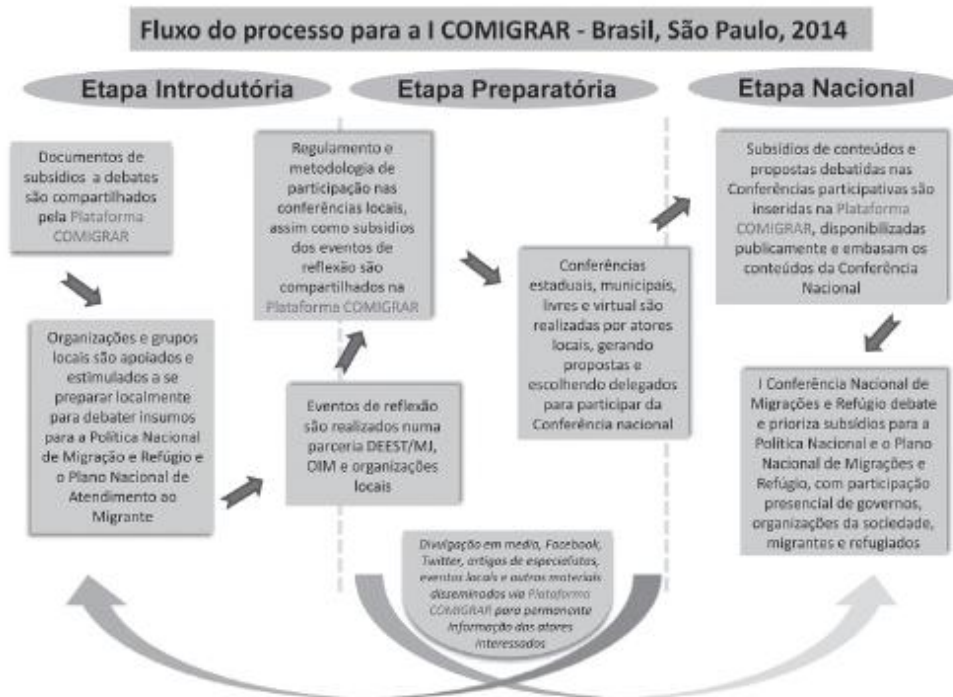 Fluxo do processo para a I COMIGRAR - Brasil, São Paulo, 2014
Etapa Introdutória
Etapa Preparatória
Etapa Nacional
Documentos de
subsídios a debates
são compartilhados
pela Plataforma
COMIGRAR
Organizações e grupos
locais são apoiados e
estimulados a se
preparar localmente
para debater insumos
para a Política Nacional
de Migração e Refúgio e
o Plano Nacional de
Atendimento ao
Migrante
Eventos de reflexão
são realizados numa
parceria DEEST/MJ,
OIM e organizações
locais
Regulamento e
metodologia de
participação nas
conferências locais,
assim como subsídios
dos eventos de
reflexão são
compartilhados na
Plataforma COMIGRAR
Conferências
estaduais, municipais,
livres e virtual são
realizadas por atores
locais, gerando
propostas e
escolhendo delegados
para participar da
Conferência nacional
Subsídios de conteúdos e
propostas debatidas nas
Conferências participativas são
inseridas na Plataforma
COMIGRAR, disponibilizadas
publicamente e embasam os
conteúdos da Conferência
Nacional
I Conferência Nacional de
Migrações e Refúgio debate
e prioriza subsídios para a
Política Nacional e o Plano
Nacional de Migrações e
Refúgio, com participação
presencial de governos,
organizações da sociedade,
migrantes e refugiados
Divulgação em media, Facebook,
Twitter, artigos de especialistas,
eventos locais e outros materiais
disseminados via Plataforma
COMIGRAR para permanente
Informação dos atores
interessados